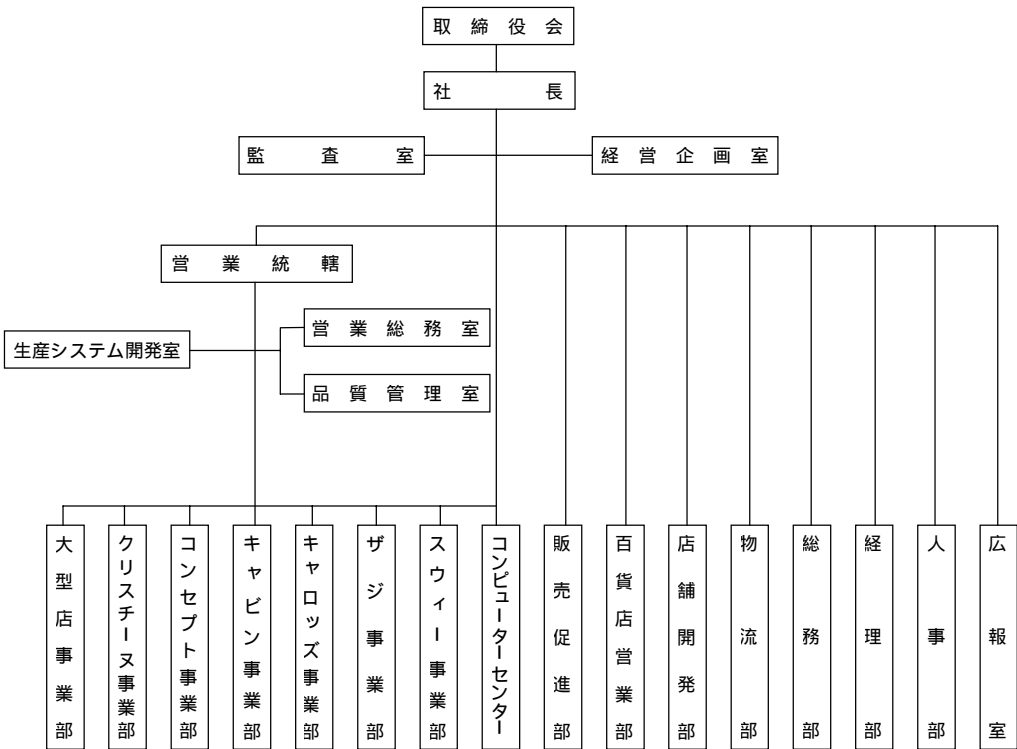 取締役会
社長
監査室
経営企画室
営業統轄
営業総務室
生産システム開発室
品質管理室
大型店事業部
クリスチーヌ事業部
コンセプト事業部
キャビン事業部
キャロッズ事業部
ザジ事業部
スウィー事業部
コンピューターセンター
販売促進部
百貨店営業部
店舗開発部
物流部
総務部
経理部
人事部
広報室